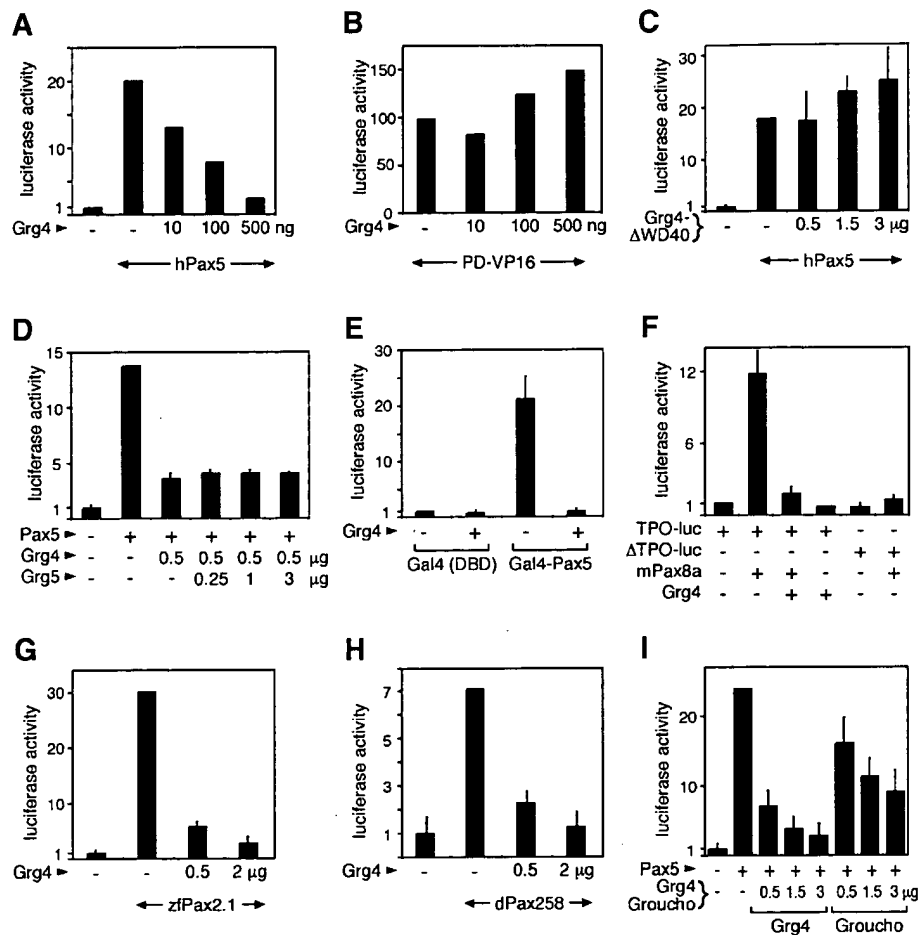 A
luciferase activity
20
10
1
Grg4 ► - - 10 100 500 ng
hPax5
B
luciferase activity
150
100
50
0
Grg4 ► - 10 100 500 ng
PD-VP16
C
luciferase activity
30
20
10
1
Grg4-
ΔWD40
- - 0.5 1.5 3 µg
hPax5
D
luciferase activity
15
10
5
1
Pax5 ► - + + + + +
Grg4 ► - - 0.5 0.5 0.5 0.5 µg
Grg5 ► - - - 0.25 1 3 µg
E
luciferase activity
30
20
10
1
Grg4 ► - + - +
Gal4 (DBD) Gal4-Pax5
F
luciferase activity
12
6
1
TPO-luc + + + + - -
ΔTPO-luc - - - - + +
mPax8a - + + - - +
Grg4 - - + + - -
G
luciferase activity
30
20
10
1
Grg4 ► - - 0.5 2 µg
zfPax2.1
H
luciferase activity
7
5
3
1
Grg4 ► - - 0.5 2 µg
dPax258
I
luciferase activity
20
10
1
Pax5 ► - + + + + + + +
Grg4
Groucho
- - 0.5 1.5 3 0.5 1.5 3 µg
Grg4 Groucho